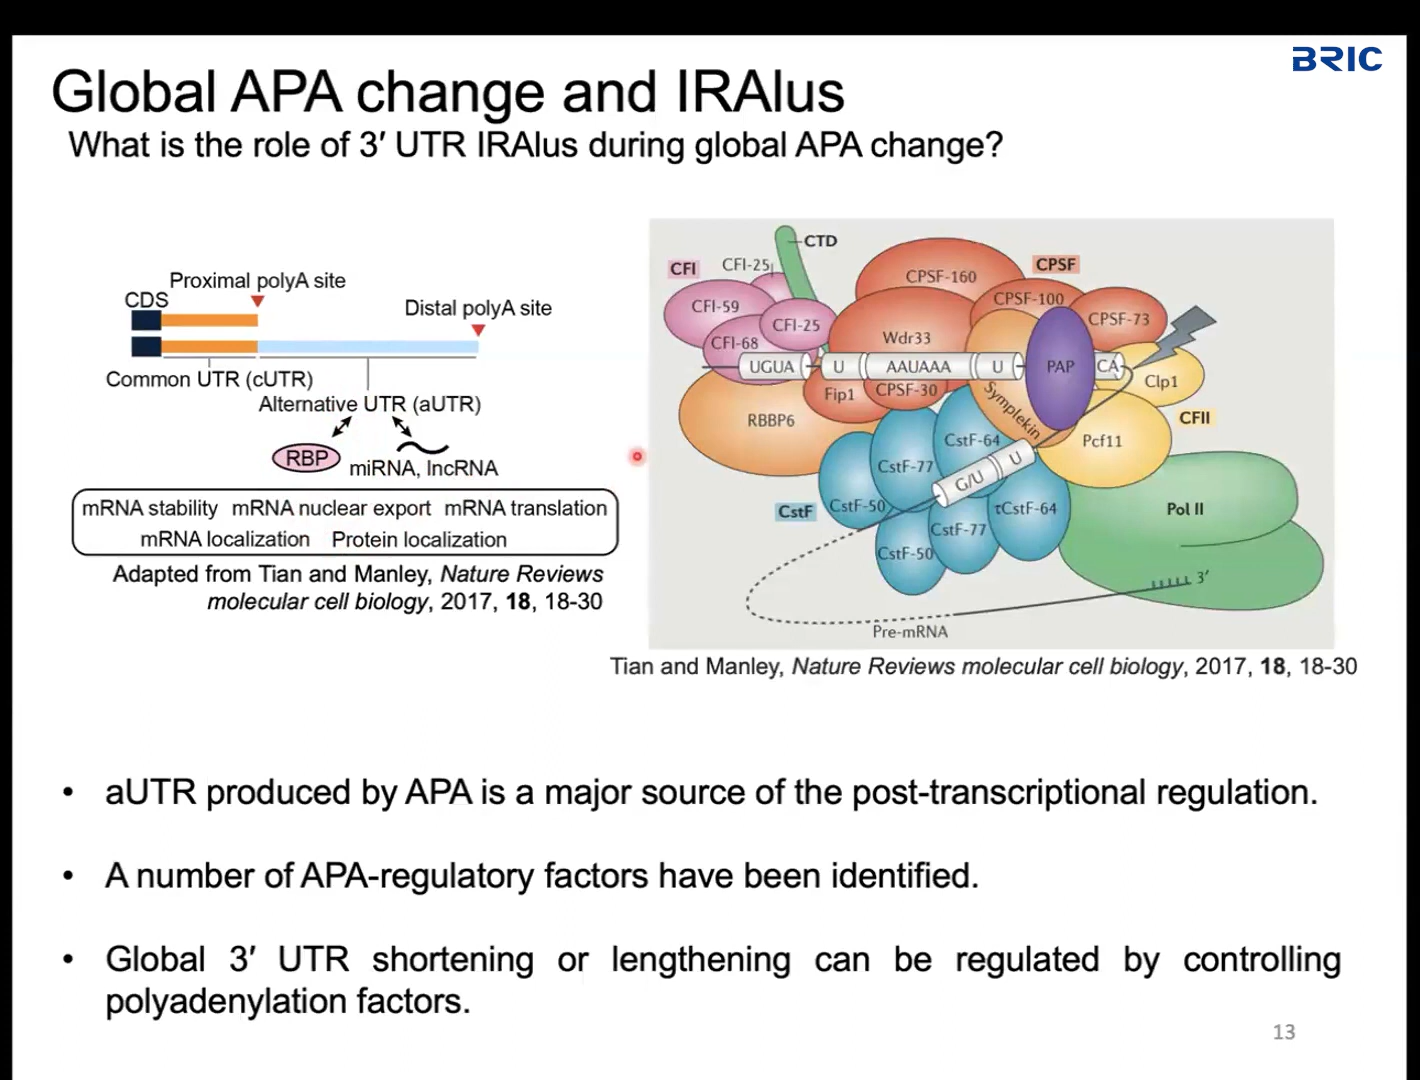 BRIC
Global APA change and IRAlus
What is the role of 3′ UTR IRAlus during global APA change?
Proximal polyA site
CDS
Distal polyA site
Common UTR (cUTR)
Alternative UTR (aUTR)
RBP
miRNA, lncRNA
mRNA stability mRNA nuclear export mRNA translation
mRNA localization Protein localization
Adapted from Tian and Manley, Nature Reviews
molecular cell biology, 2017, 18, 18-30
CTD
CFI
CFI-25
CPSF
CPSF-160
CFI-59
CPSF-100
CFI-25
CPSF-73
CFI-68
Wdr33
UGUA
U
AAUAAA
U
PAP
CA
Clp1
Fip1
CPSF-30
Symplekin
RBBP6
CFII
Pcf11
CstF-64
CstF-77
U
G/U
CstF
CstF-50
τCstF-64
Pol II
CstF-77
CstF-50
3′
Pre-mRNA
Tian and Manley, Nature Reviews molecular cell biology, 2017, 18, 18-30
• aUTR produced by APA is a major source of the post-transcriptional regulation.
• A number of APA-regulatory factors have been identified.
• Global 3′ UTR shortening or lengthening can be regulated by controlling
polyadenylation factors.
13